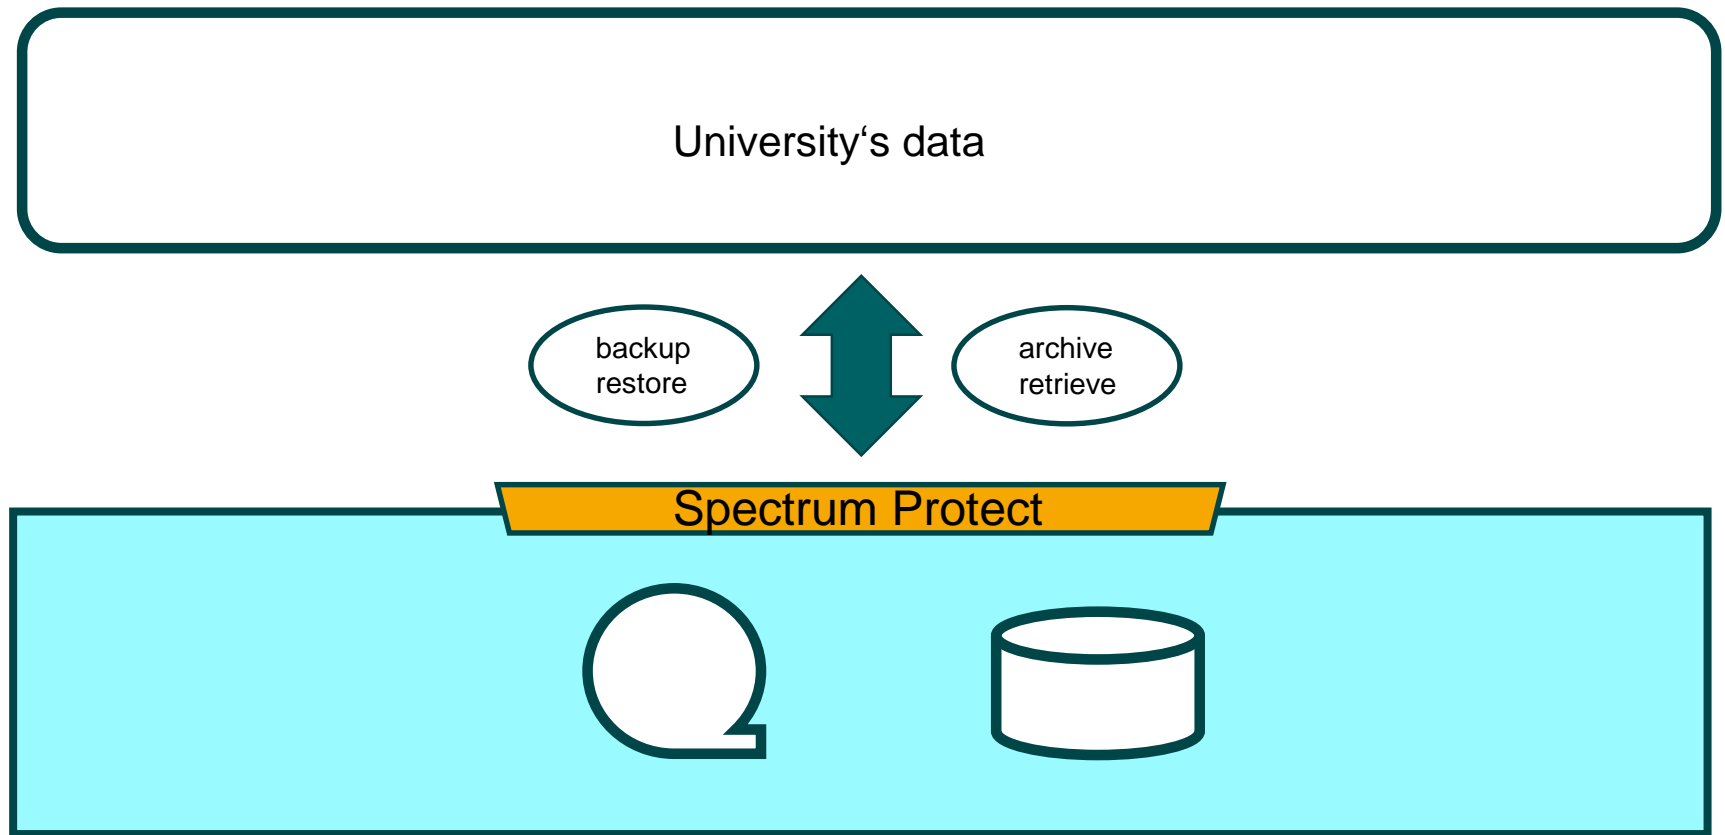 University‘s data
backup
restore
archive
retrieve
Spectrum Protect